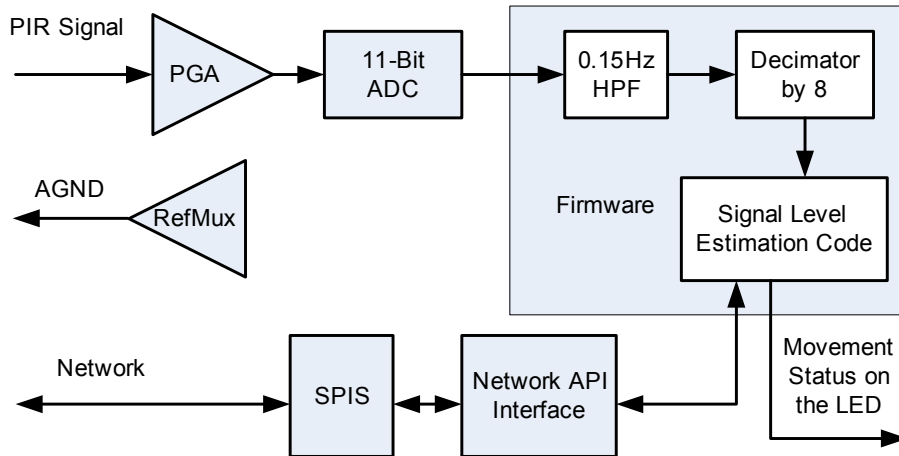 PIR Signal
PGA
11-Bit
ADC
0.15Hz
HPF
Decimator
by 8
AGND
RefMux
Firmware
Signal Level
Estimation Code
Network
SPIS
Network API
Interface
Movement
Status on
the LED